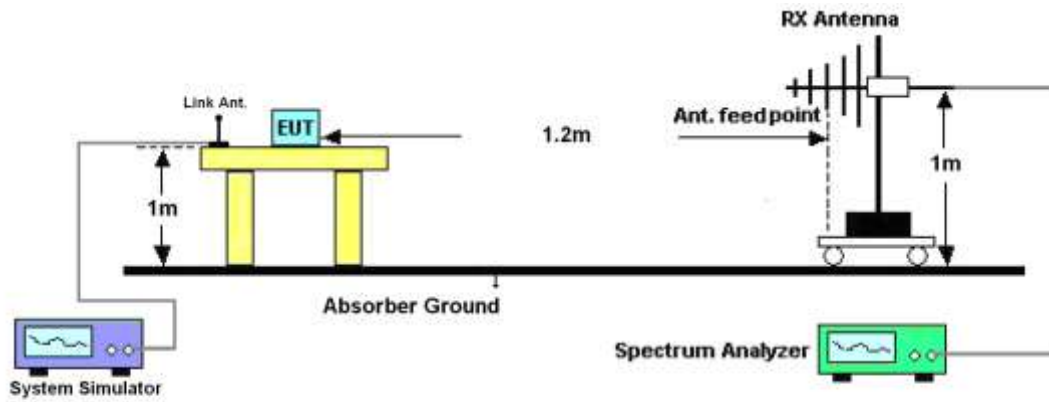 RX Antenna
Link Ant.
EUT
1.2m
Ant. feed point
1m
1m
Absorber Ground
Spectrum Analyzer
System Simulator